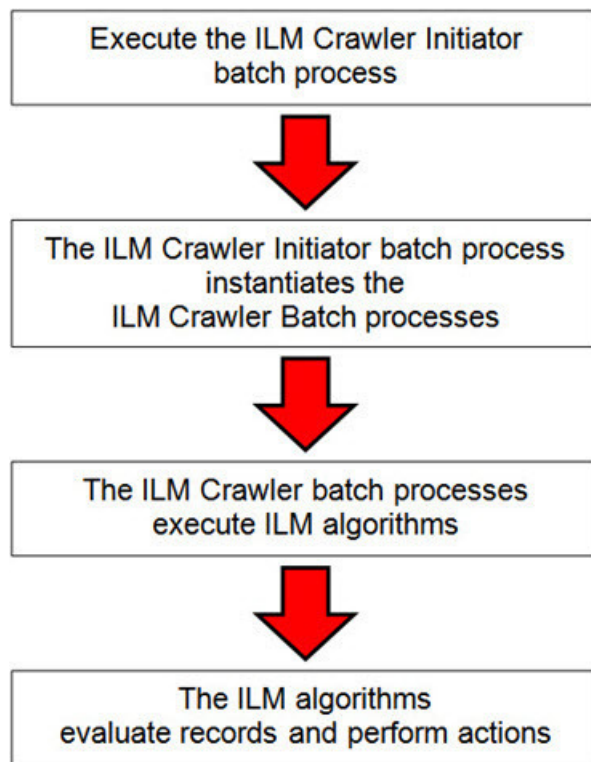 Execute the ILM Crawler Initiator
batch process
The ILM Crawler Initiator batch process
instantiates the
ILM Crawler Batch processes
The ILM Crawler batch processes
execute ILM algorithms
The ILM algorithms
evaluate records and perform actions